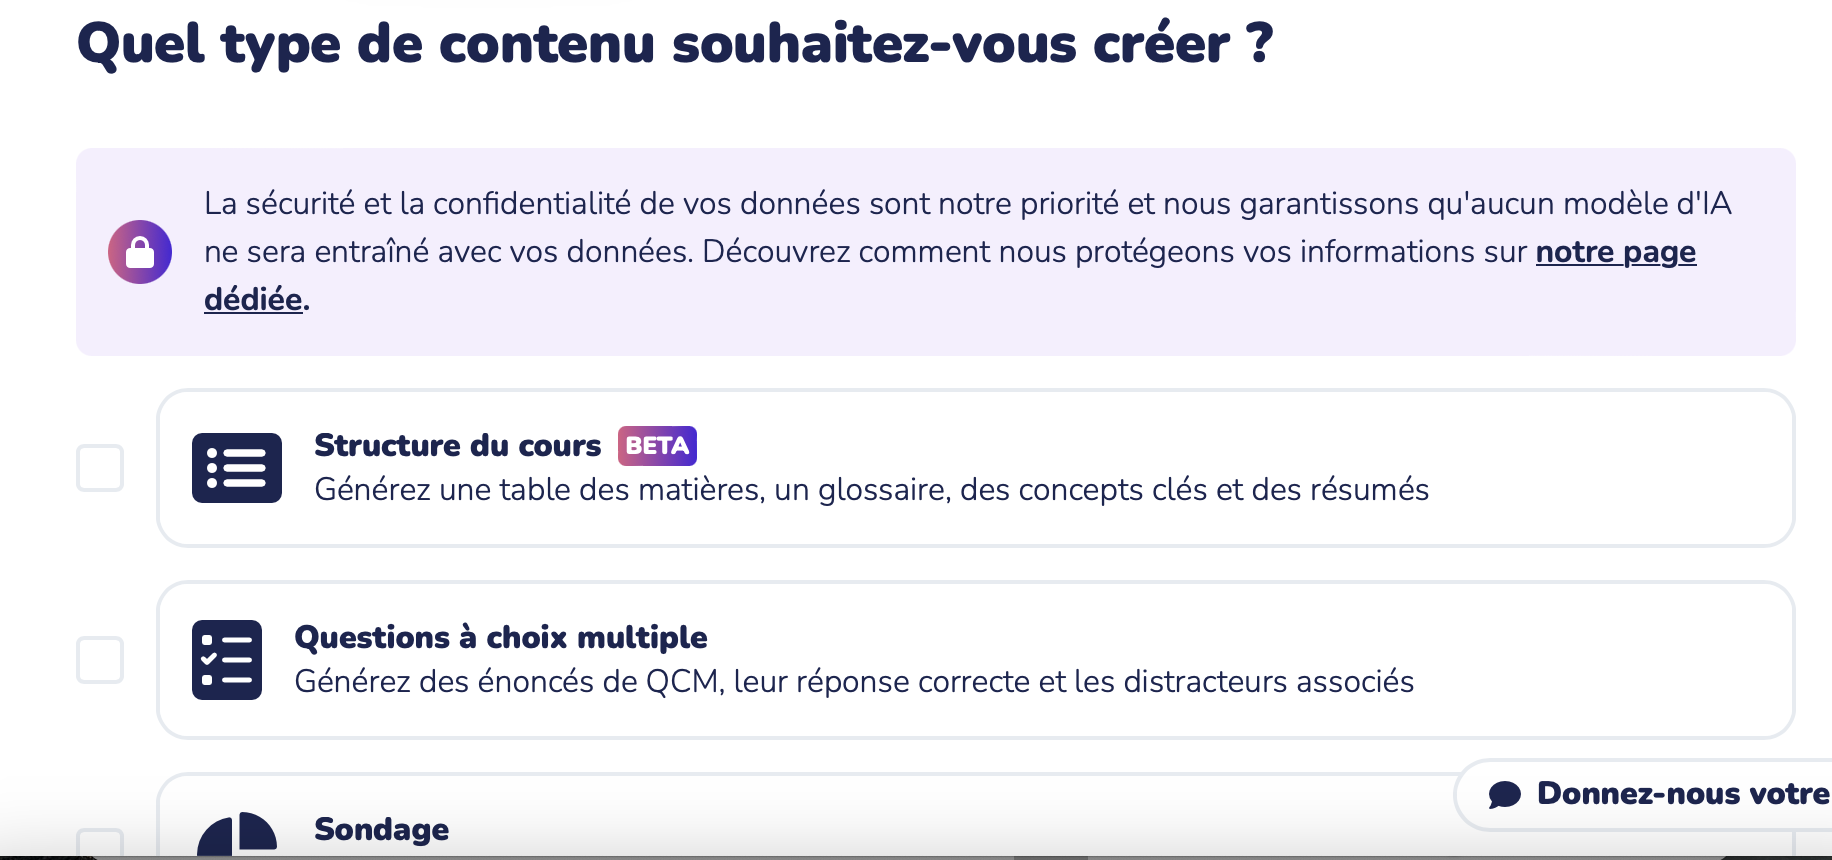 Quel type de contenu souhaitez-vous créer ?
La sécurité et la confidentialité de vos données sont notre priorité et nous garantissons qu'aucun modèle d'IA
ne sera entraîné avec vos données. Découvrez comment nous protégeons vos informations sur notre page
dédiée.
Structure du cours BETA
Générez une table des matières, un glossaire, des concepts clés et des résumés
Questions à choix multiple
Générez des énoncés de QCM, leur réponse correcte et les distracteurs associés
Donnez-nous votre
Sondage